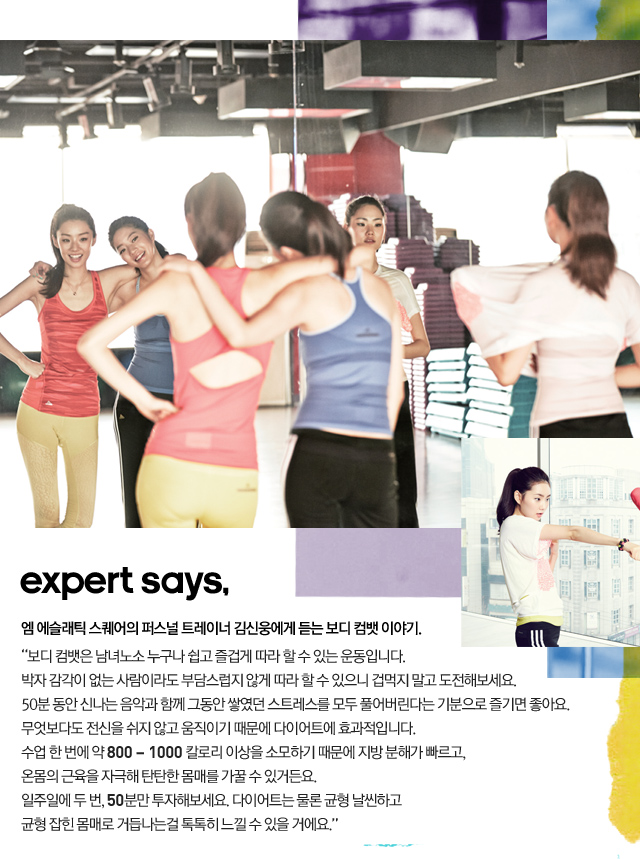 expert says,
엠 에슬래틱 스퀘어의 퍼스널 트레이너 김신웅에게 듣는 보디 컴뱃 이야기.
“보디 컴뱃은 남녀노소 누구나 쉽고 즐겁게 따라 할 수 있는 운동입니다.
박자 감각이 없는 사람이라도 부담스럽지 않게 따라 할 수 있으니 겁먹지 말고 도전해보세요.
50분 동안 신나는 음악과 함께 그동안 쌓였던 스트레스를 모두 풀어버린다는 기분으로 즐기면 좋아요.
무엇보다도 전신을 쉬지 않고 움직이기 때문에 다이어트에 효과적입니다.
수업 한 번에 약 800 – 1000 칼로리 이상을 소모하기 때문에 지방 분해가 빠르고,
온몸의 근육을 자극해 탄탄한 몸매를 가꿀 수 있거든요.
일주일에 두 번, 50분만 투자해보세요. 다이어트는 물론 균형 날씬하고
균형 잡힌 몸매로 거듭나는걸 톡톡히 느낄 수 있을 거에요.”